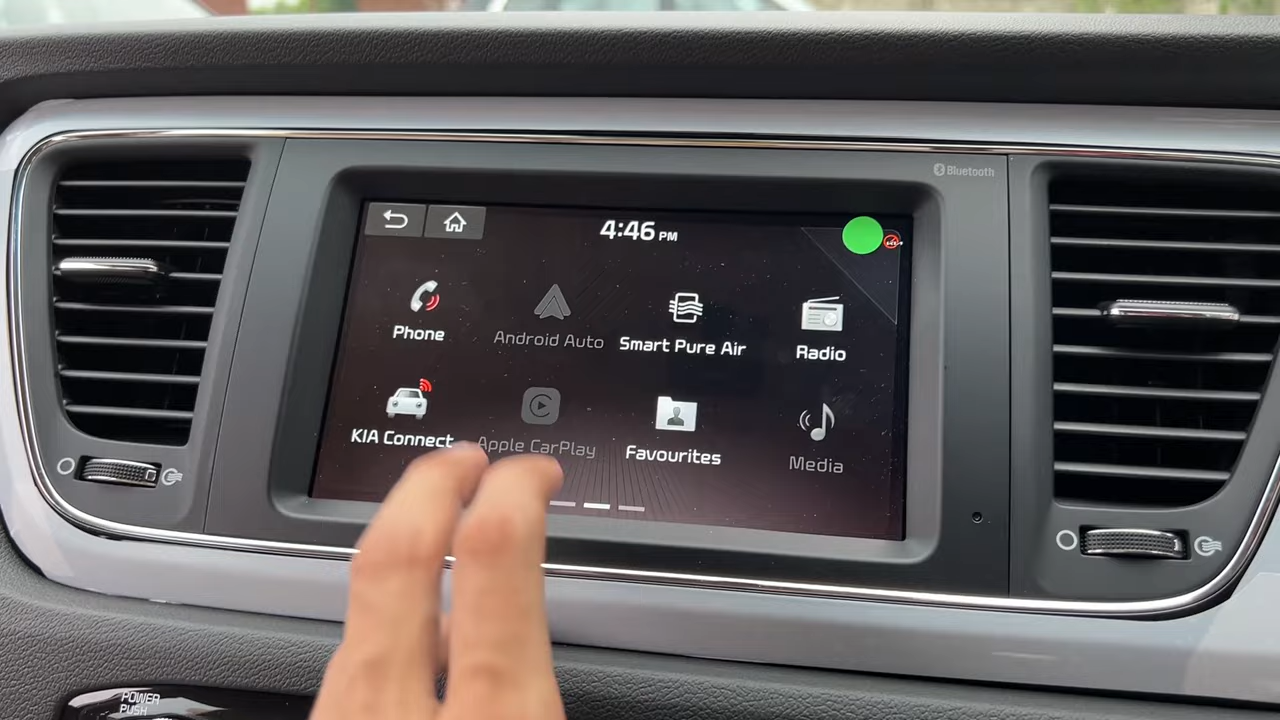 Bluetooth
4:46 PM
Phone
Android Auto
Smart Pure Air
Radio
KIA Connect
Apple CarPlay
Favourites
Media
POWER
PUSH